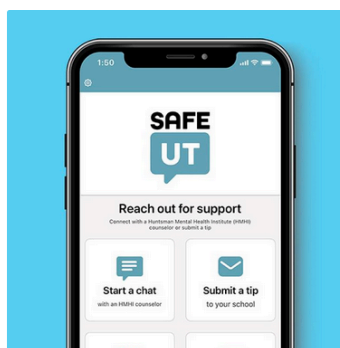 1:50
SAFE
UT
Reach out for support
Connect with a Huntsman Mental Health Institute (HMHI)
counselor or submit a tip
Start a chat
with an HMHI counselor
Submit a tip
to your school